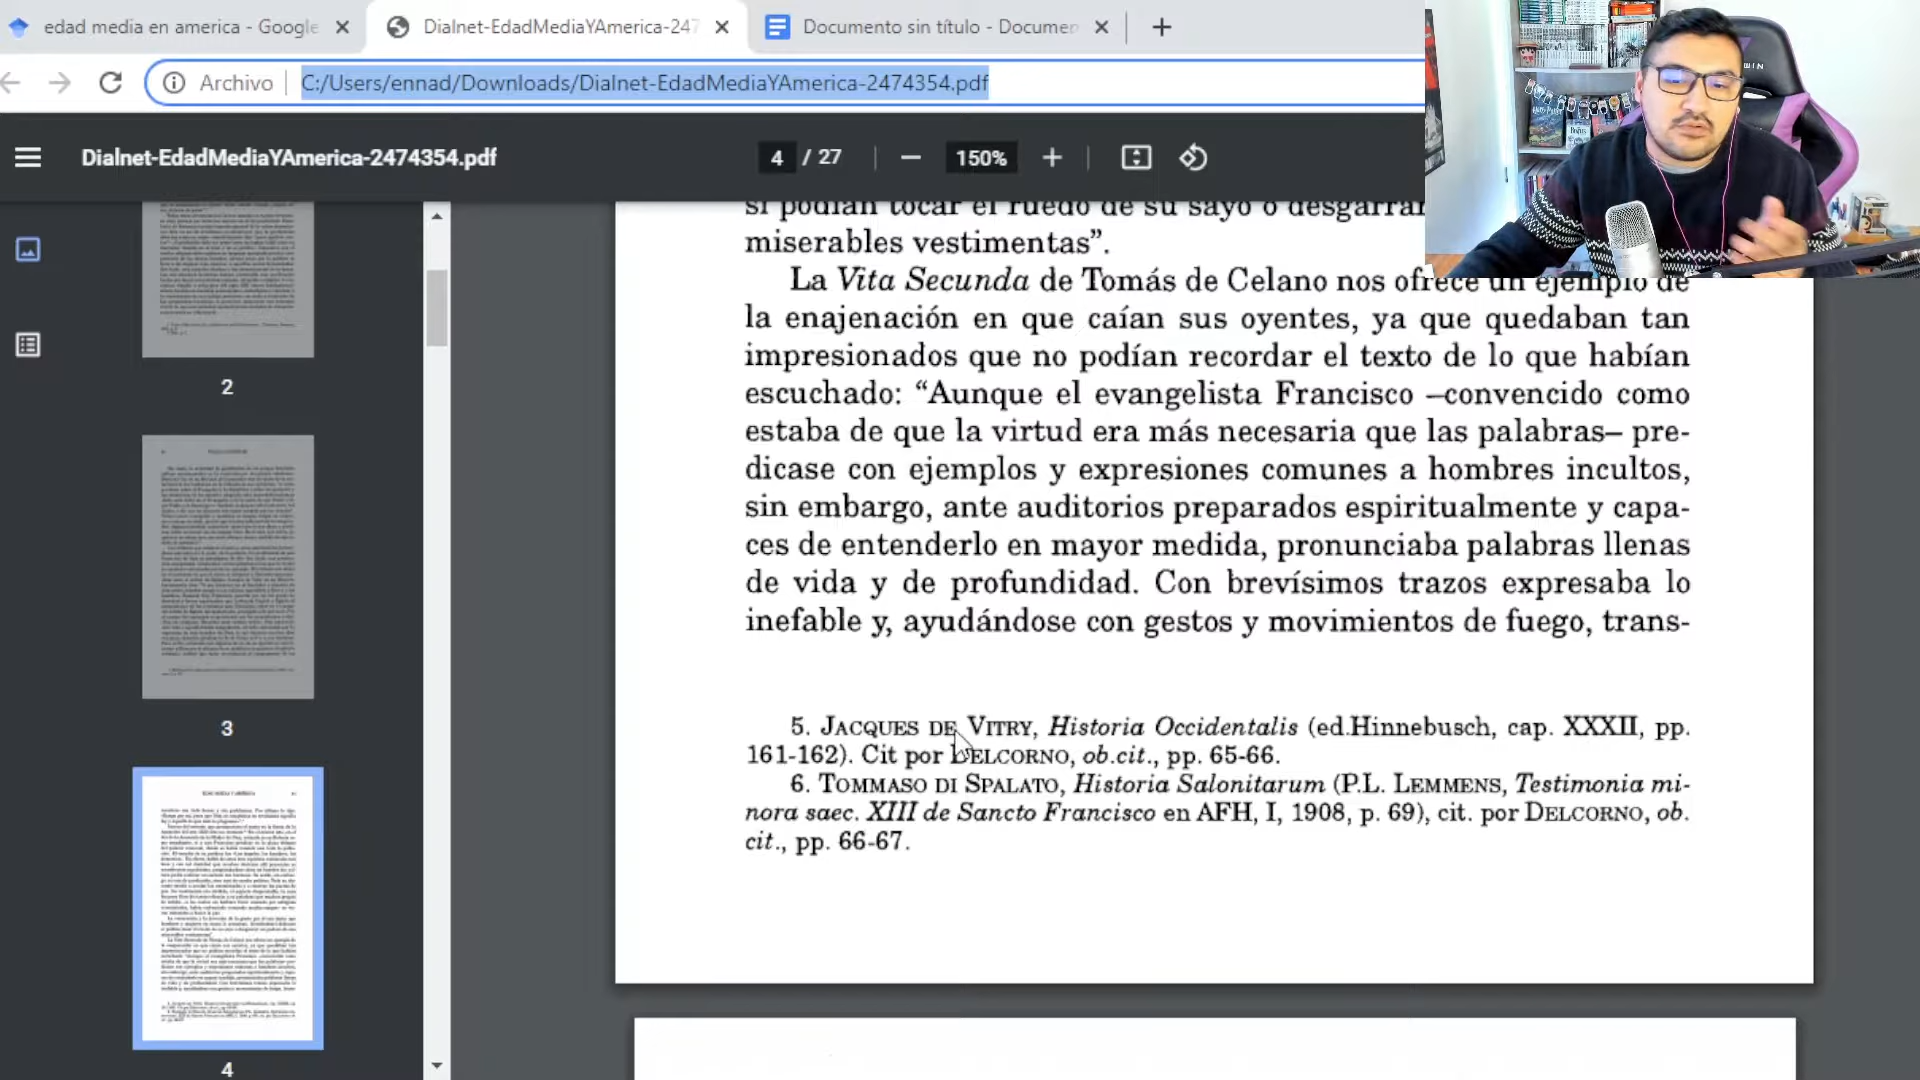 edad media en america - Google
Dialnet-EdadMediaYAmerica-247
Documento sin título - Documen
Archivo
C:/Users/ennad/Downloads/Dialnet-EdadMediaYAmerica-2474354.pdf
Dialnet-EdadMediaYAmerica-2474354.pdf
4 / 27
150%
2
3
4
si podían tocar el ruedo de su sayo o desgarrar
miserables vestimentas”.
La Vita Secunda de Tomás de Celano nos ofrece un ejemplo de
la enajenación en que caían sus oyentes, ya que quedaban tan
impresionados que no podían recordar el texto de lo que habían
escuchado: “Aunque el evangelista Francisco –convencido como
estaba de que la virtud era más necesaria que las palabras– pre-
dicase con ejemplos y expresiones comunes a hombres incultos,
sin embargo, ante auditorios preparados espiritualmente y capa-
ces de entenderlo en mayor medida, pronunciaba palabras llenas
de vida y de profundidad. Con brevísimos trazos expresaba lo
inefable y, ayudándose con gestos y movimientos de fuego, trans-
5. JACQUES DE VITRY, Historia Occidentalis (ed.Hinnebusch, cap. XXXII, pp.
161-162). Cit por DELCORNO, ob.cit., pp. 65-66.
6. TOMMASO DI SPALATO, Historia Salonitarum (P.L. LEMMENS, Testimonia mi-
nora saec. XIII de Sancto Francisco en AFH, I, 1908, p. 69), cit. por DELCORNO, ob.
cit., pp. 66-67.